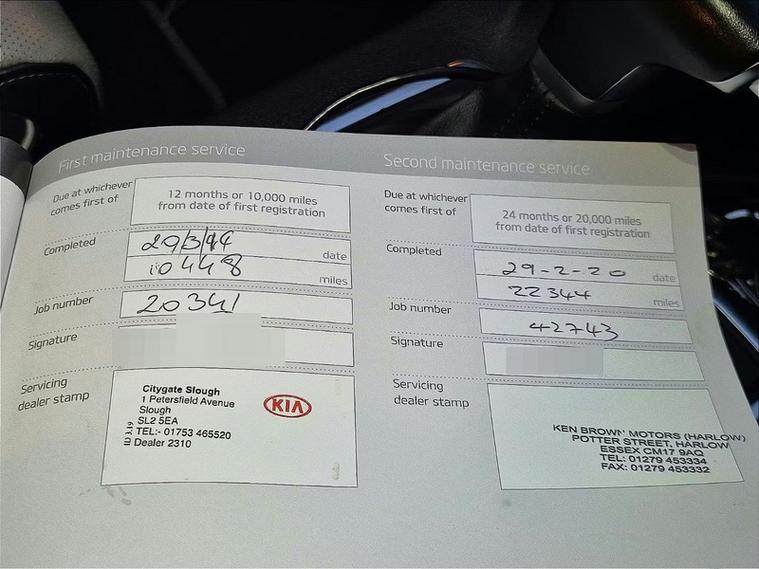 First maintenance service
Due at whichever
comes first of
12 months or 10,000 miles
from date of first registration
Completed
date
10448
miles
Job number
20341
Signature
Servicing
dealer stamp
Citygate Slough
1 Petersfield Avenue
Slough
SL2 5EA
TEL:- 01753 465520
Dealer 2310
KIA
Second maintenance service
Due at whichever
comes first of
24 months or 20,000 miles
from date of first registration
Completed
29-2-20
date
22344
miles
Job number
42743
Signature
Servicing
dealer stamp
KEN BROWN MOTORS (HARLOW)
POTTER STREET, HARLOW
ESSEX CM17 9AQ
TEL: 01279 453334
FAX: 01279 453332